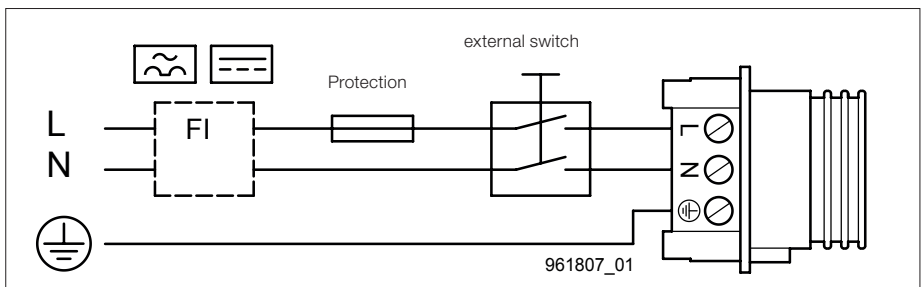 external switch
Protection
L
FI
N
L
N
961807_01